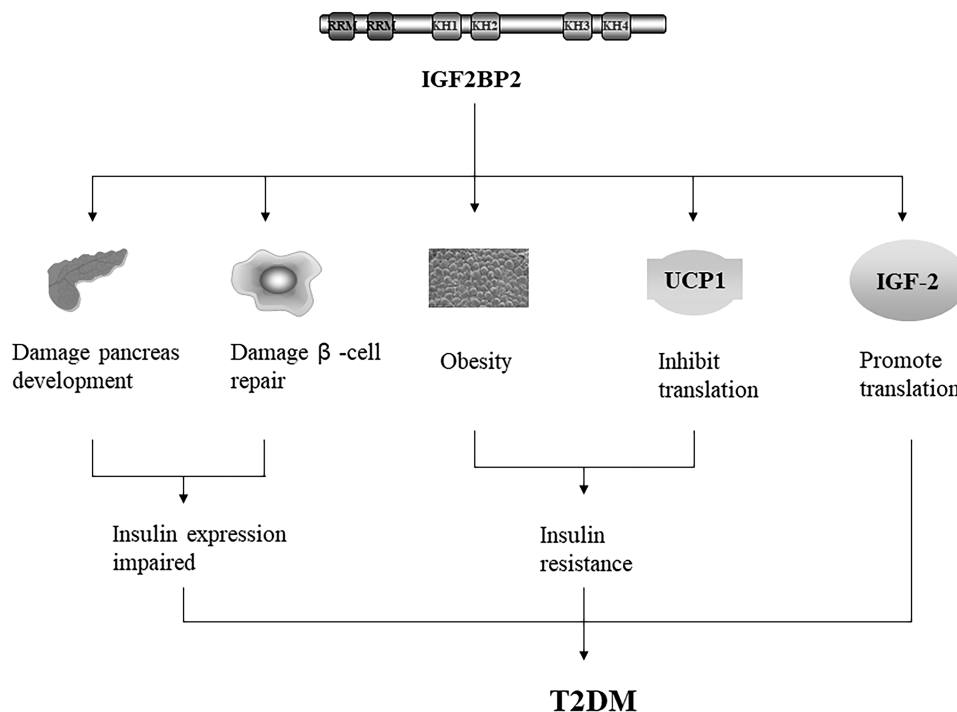 RRM RRM KH1 KH2 KH3 KH4
IGF2BP2
UCP1
IGF-2
Damage pancreas
development
Damage β -cell
repair
Obesity
Inhibit
translation
Promote
translation
Insulin expression
impaired
Insulin
resistance
T2DM